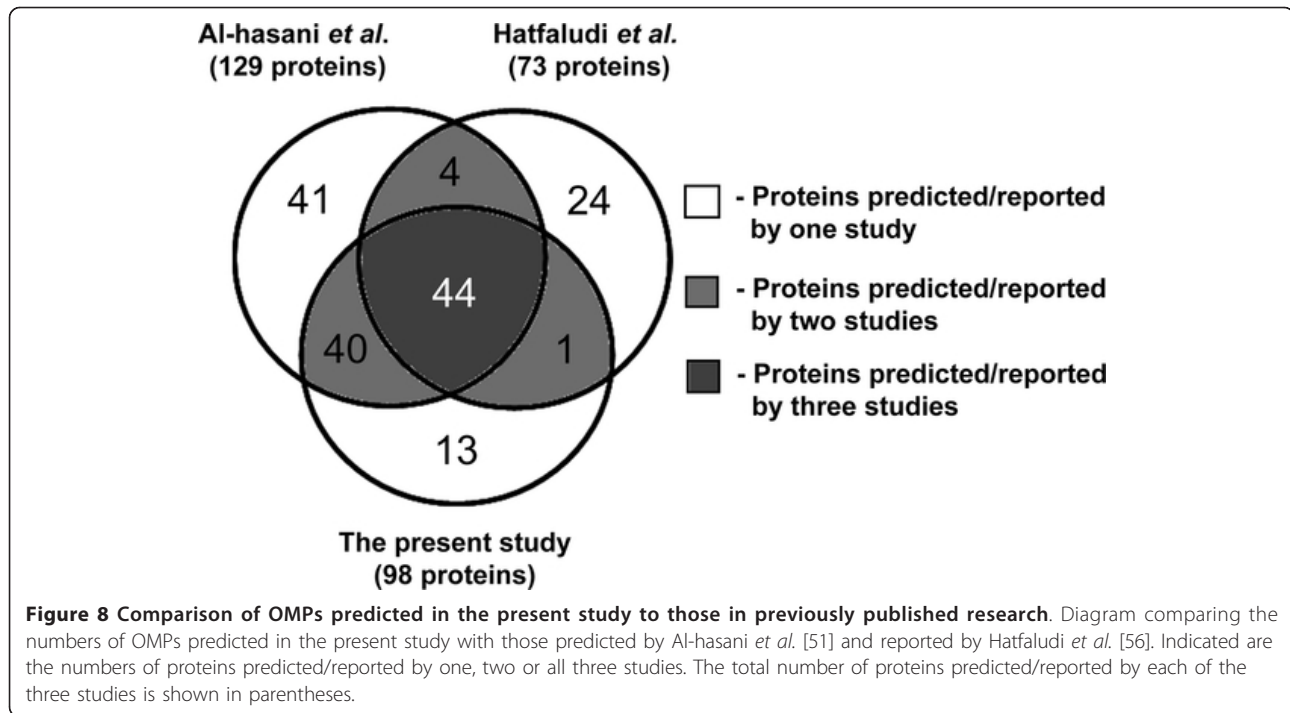 Al-hasani et al.
(129 proteins)
Hatfaludi et al.
(73 proteins)
41
4
24
44
40
1
13
- Proteins predicted/reported
by one study
- Proteins predicted/reported
by two studies
- Proteins predicted/reported
by three studies
The present study
(98 proteins)
Figure 8 Comparison of OMPs predicted in the present study to those in previously published research. Diagram comparing the
numbers of OMPs predicted in the present study with those predicted by Al-hasani et al. [51] and reported by Hatfaludi et al. [56]. Indicated are
the numbers of proteins predicted/reported by one, two or all three studies. The total number of proteins predicted/reported by each of the
three studies is shown in parentheses.